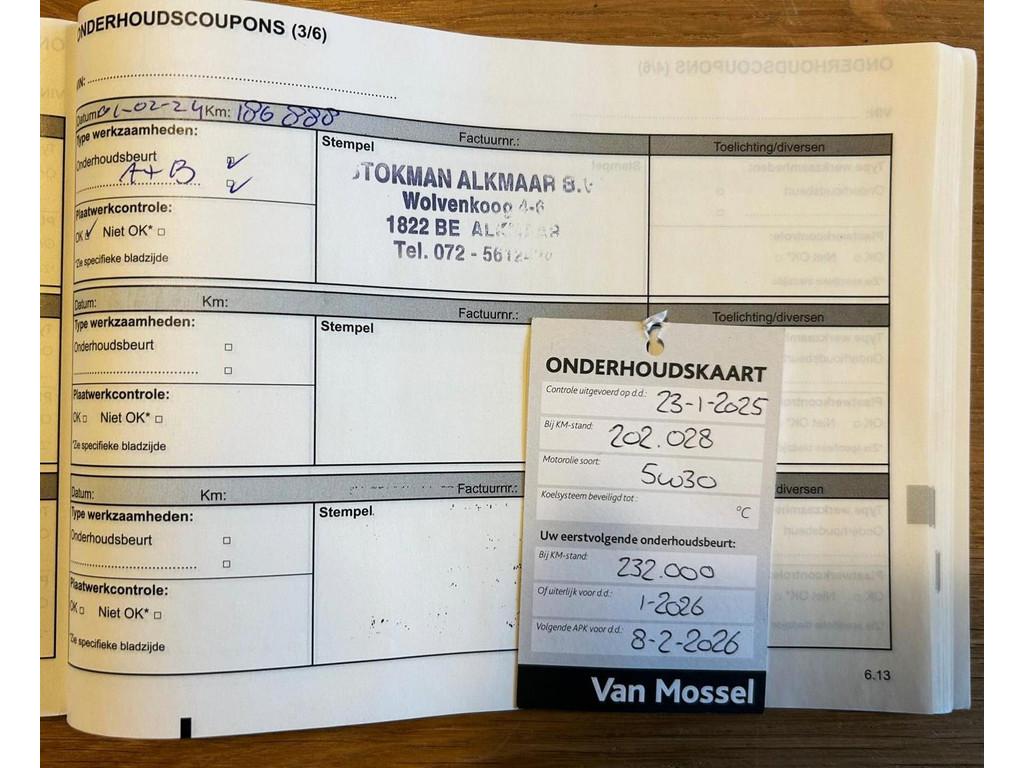 ONDERHOUDSCOUPONS (3/6)
VIN:
Datum: 01-02-24 Km: 186 888
Factuurnr.:
Toelichting/diversen
Type werkzaamheden:
Onderhoudsbeurt
A+B
Plaatwerkcontrole:
OK Niet OK*
*Zie specifieke bladzijde
Stempel
STOKMAN ALKMAAR B.V
Wolvenkoog 4-6
1822 BE ALKMAAR
Tel. 072 - 5612
Datum: Km:
Factuurnr.:
Toelichting/diversen
Type werkzaamheden:
Onderhoudsbeurt
Plaatwerkcontrole:
OK Niet OK*
*Zie specifieke bladzijde
Stempel
Datum: Km:
Factuurnr.:
diversen
Type werkzaamheden:
Onderhoudsbeurt
Plaatwerkcontrole:
OK Niet OK*
*Zie specifieke bladzijde
Stempel
ONDERHOUDSKAART
Controle uitgevoerd op d.d.: 23-1-2025
Bij KM-stand: 202.028
Motorolie soort: 5W30
Koelsysteem beveiligd tot: °C
Uw eerstvolgende onderhoudsbeurt:
Bij KM-stand: 232.000
Of uiterlijk voor d.d.: 1-2026
Volgende APK voor d.d.: 8-2-2026
Van Mossel
6.13